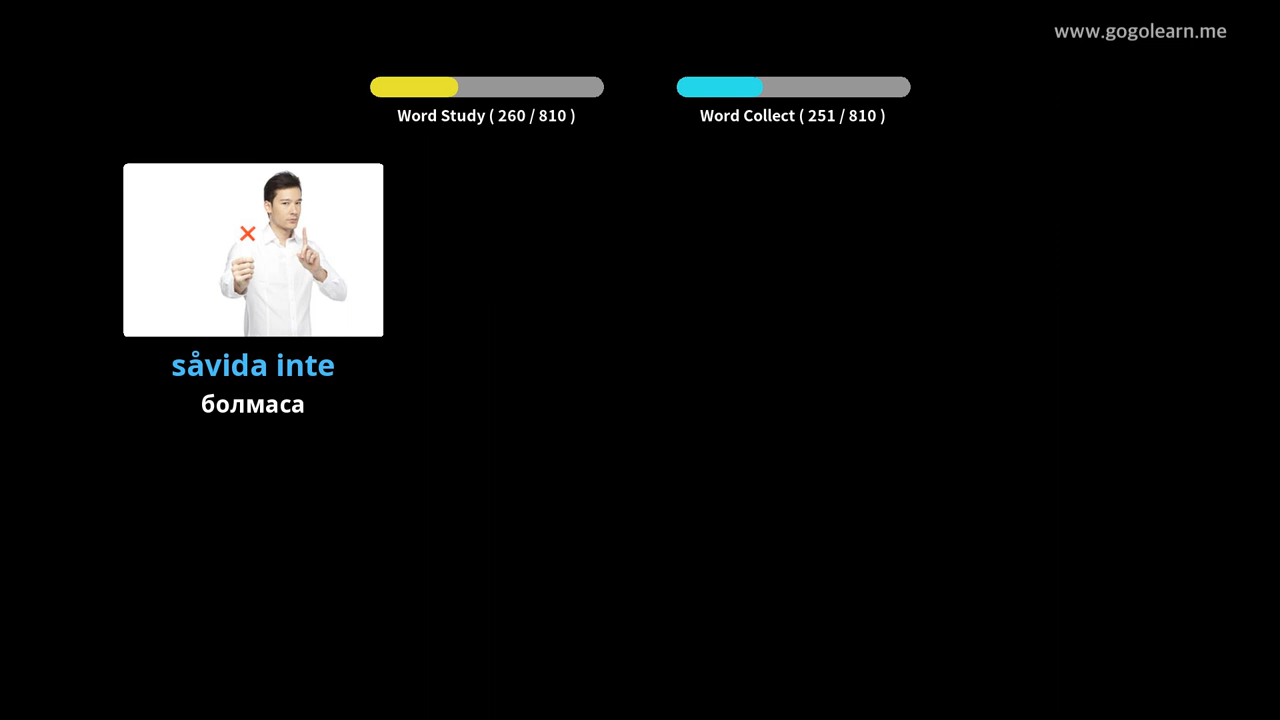 www.gogolearn.me
Word Study ( 260 / 810 )
Word Collect ( 251 / 810 )
såvida inte
болмаса